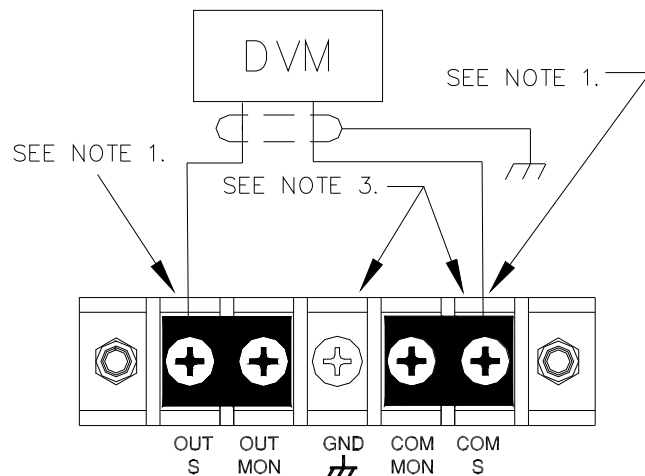 DVM
SEE NOTE 1.
SEE NOTE 1.
SEE NOTE 3.
OUT S
OUT MON
GND
COM MON
COM S